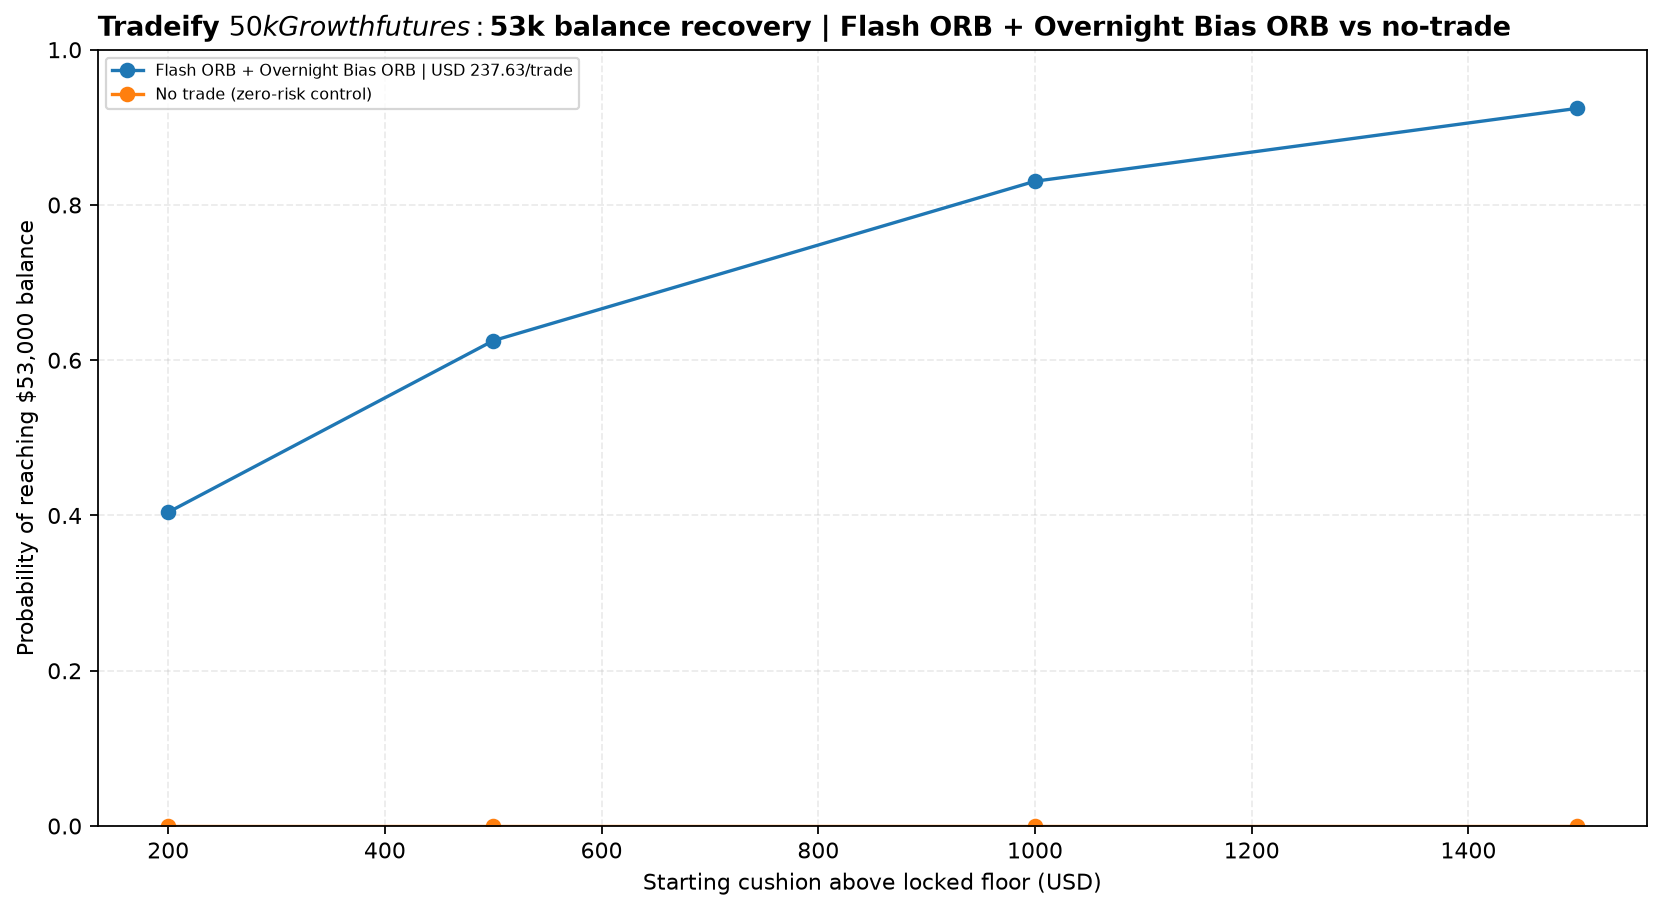 Tradeify 50kGrowthfutures:53k balance recovery | Flash ORB + Overnight Bias ORB vs no-trade
Flash ORB + Overnight Bias ORB | USD 237.63/trade
No trade (zero-risk control)
Probability of reaching $53,000 balance
1.0
0.8
0.6
0.4
0.2
0.0
200 400 600 800 1000 1200 1400
Starting cushion above locked floor (USD)